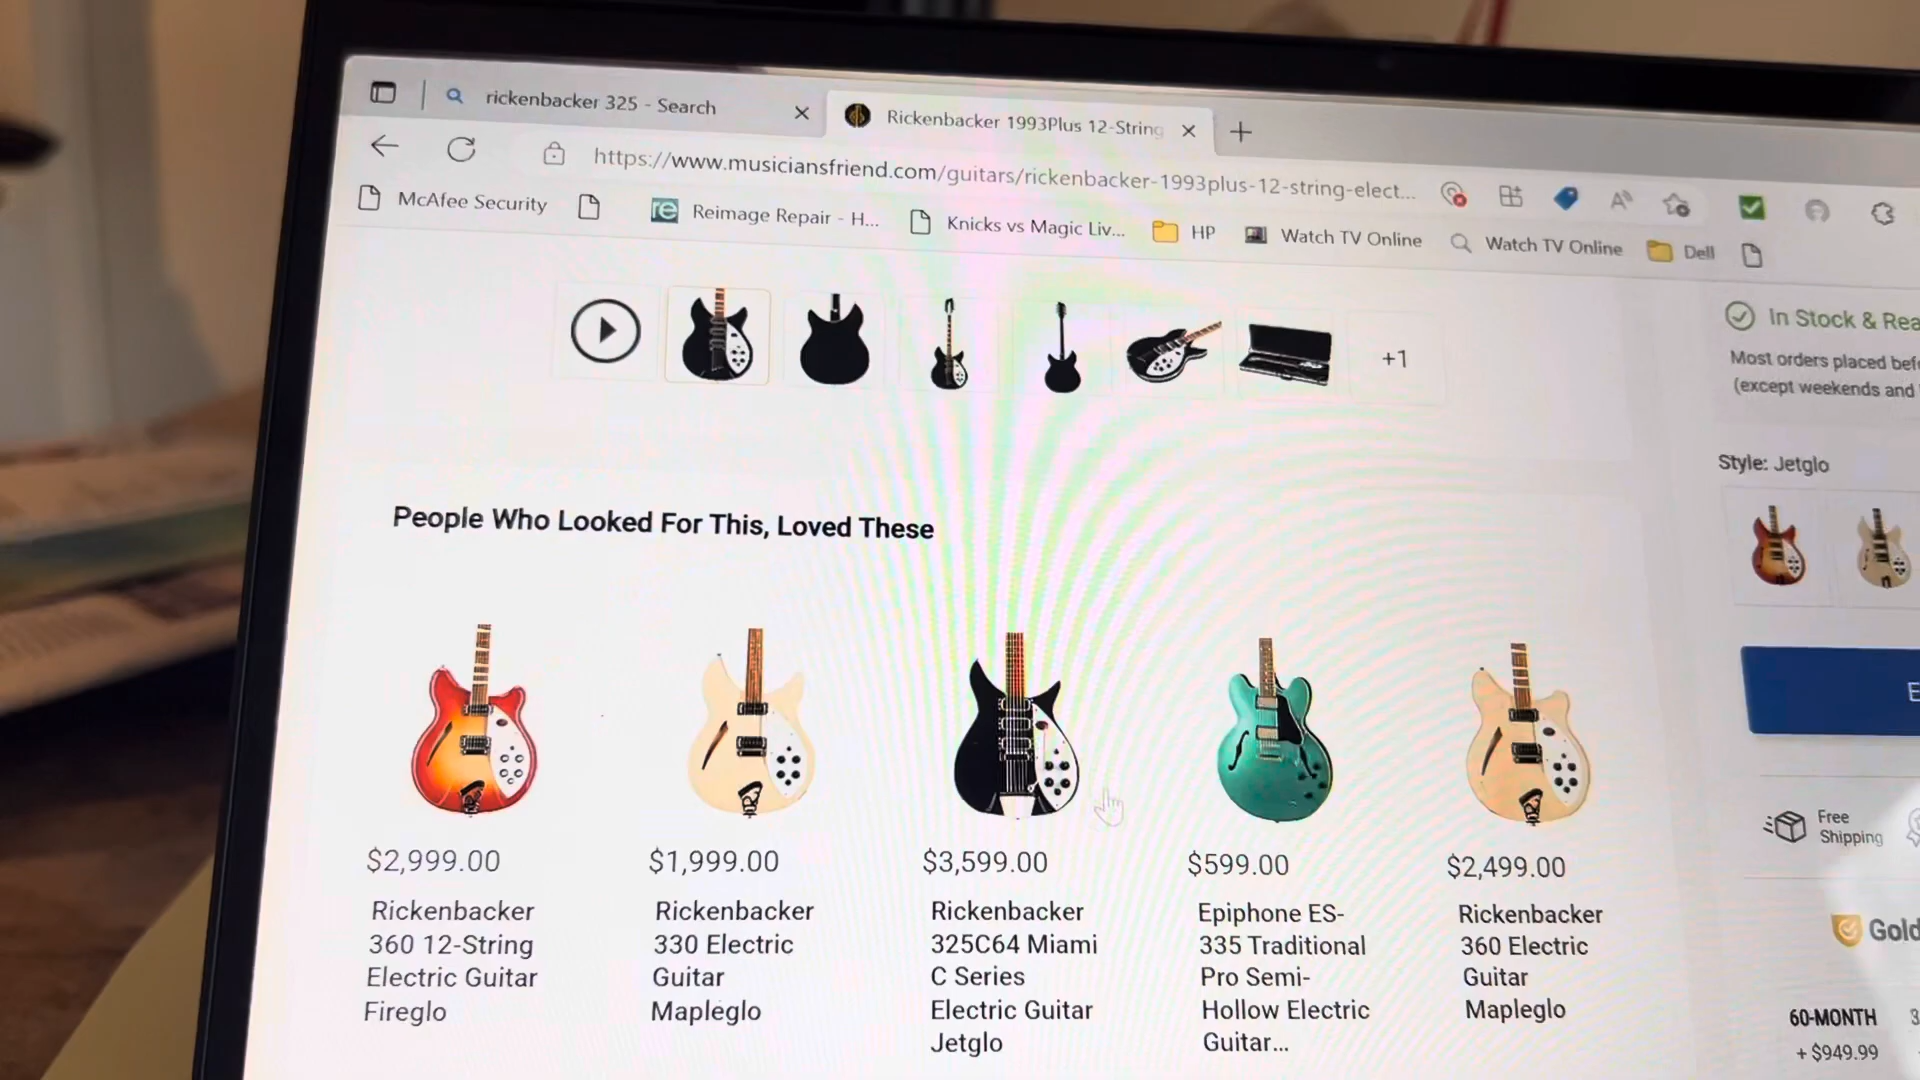 rickenbacker 325 - Search
Rickenbacker 1993Plus 12-String
https://www.musiciansfriend.com/guitars/rickenbacker-1993plus-12-string-elect...
McAfee Security
re Reimage Repair - H...
Knicks vs Magic Liv...
HP
Watch TV Online
Watch TV Online
Dell
+1
In Stock & Rea
Most orders placed bef
(except weekends and
Style: Jetglo
People Who Looked For This, Loved These
$2,999.00
Rickenbacker
360 12-String
Electric Guitar
Fireglo
$1,999.00
Rickenbacker
330 Electric
Guitar
Mapleglo
$3,599.00
Rickenbacker
325C64 Miami
C Series
Electric Guitar
Jetglo
$599.00
Epiphone ES-
335 Traditional
Pro Semi-
Hollow Electric
Guitar...
$2,499.00
Rickenbacker
360 Electric
Guitar
Mapleglo
Free
Shipping
Gold
60-MONTH
+ $949.99